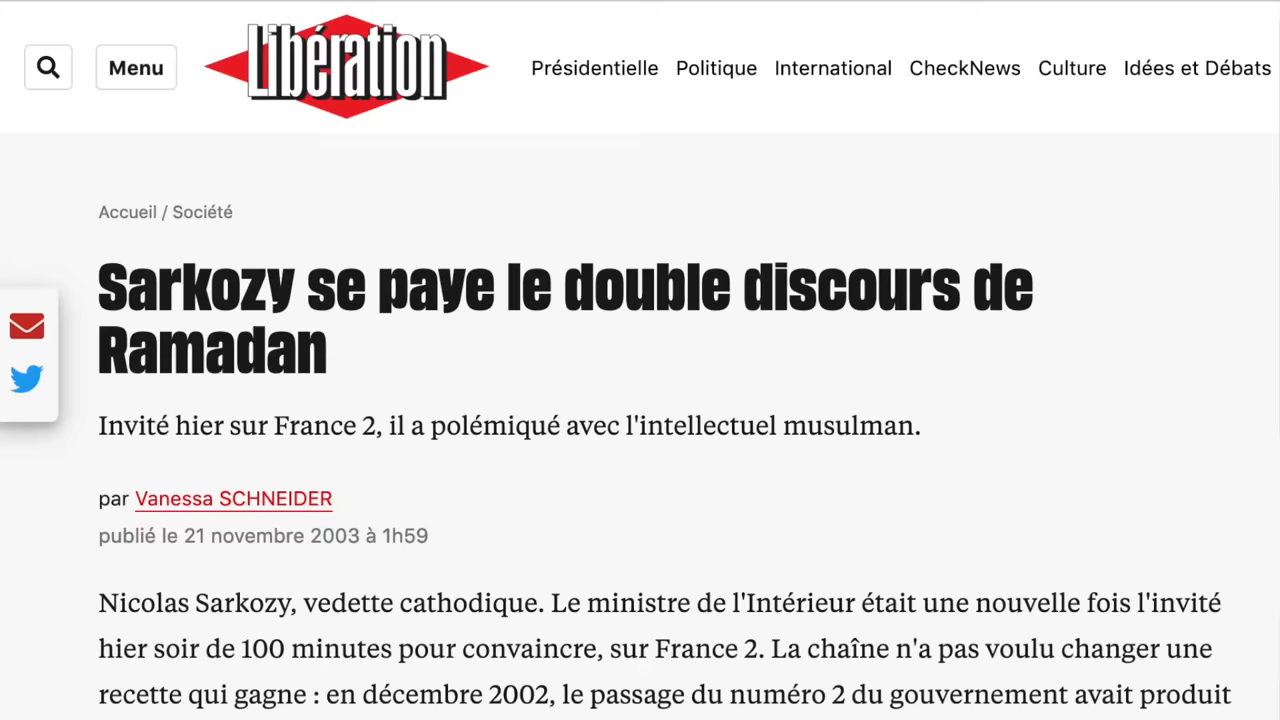 Menu
Libération
Présidentielle Politique International CheckNews Culture Idées et Débats
Accueil / Société
Sarkozy se paye le double discours de
Ramadan
Invité hier sur France 2, il a polémiqué avec l'intellectuel musulman.
par Vanessa SCHNEIDER
publié le 21 novembre 2003 à 1h59
Nicolas Sarkozy, vedette cathodique. Le ministre de l'Intérieur était une nouvelle fois l'invité
hier soir de 100 minutes pour convaincre, sur France 2. La chaîne n'a pas voulu changer une
recette qui gagne : en décembre 2002, le passage du numéro 2 du gouvernement avait produit